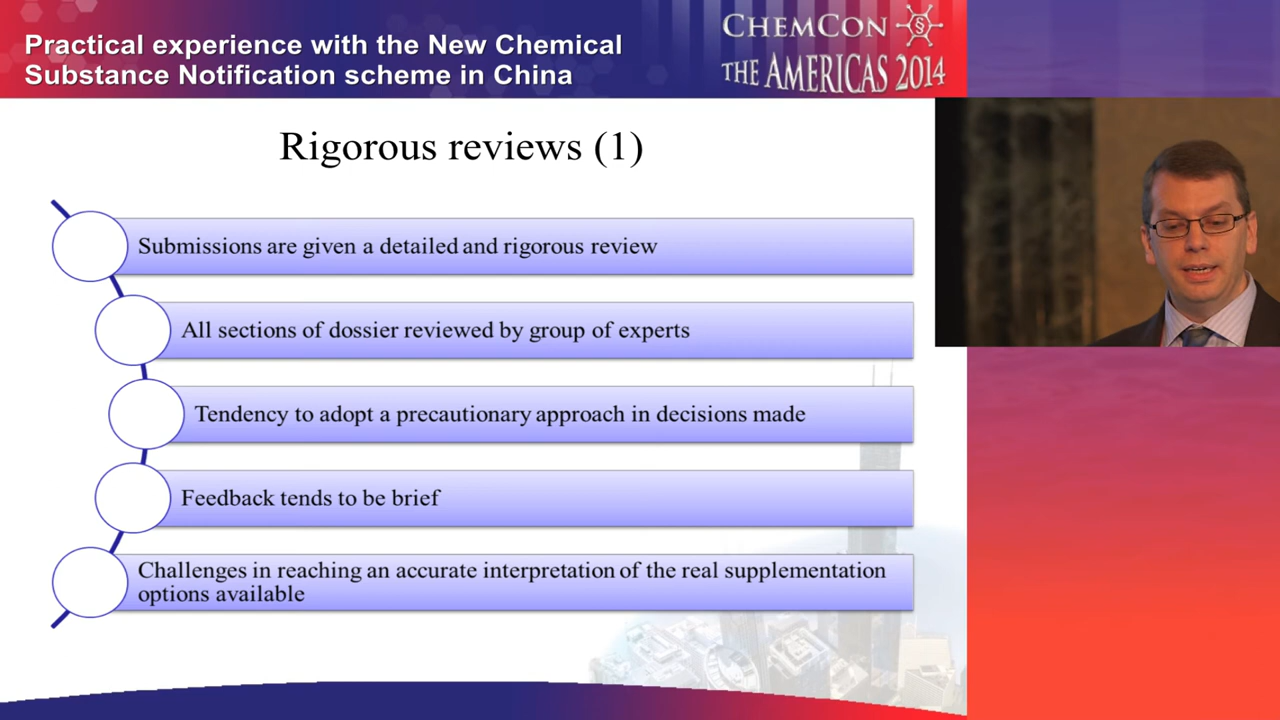 Practical experience with the New Chemical
Substance Notification scheme in China
CHEMCON §
THE AMERICAS 2014
Rigorous reviews (1)
Submissions are given a detailed and rigorous review
All sections of dossier reviewed by group of experts
Tendency to adopt a precautionary approach in decisions made
Feedback tends to be brief
Challenges in reaching an accurate interpretation of the real supplementation
options available